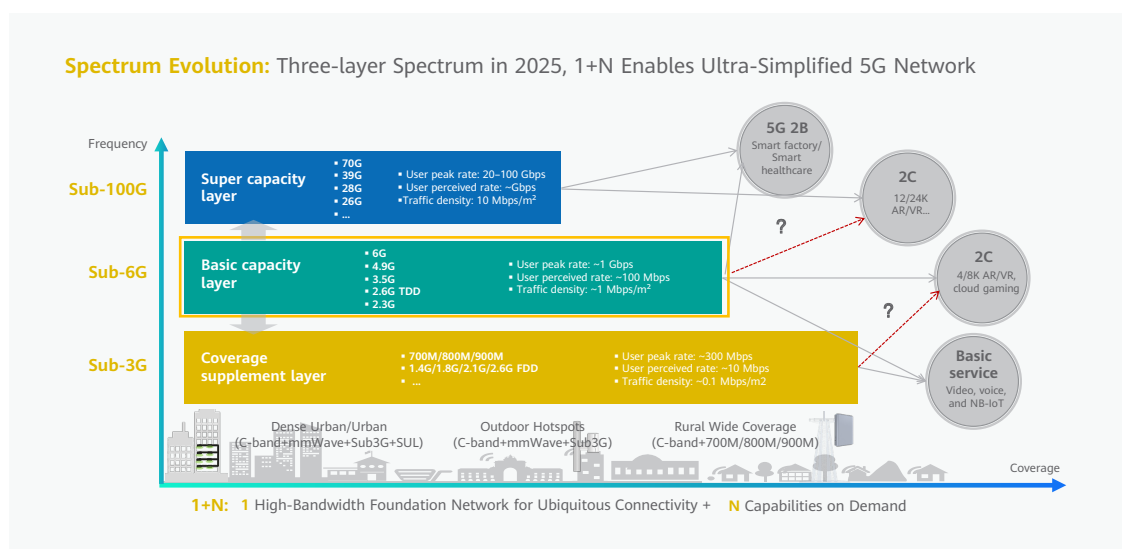 Spectrum Evolution: Three-layer Spectrum in 2025, 1+N Enables Ultra-Simplified 5G Network
Frequency
Sub-100G
Super capacity
layer
▪ 70G
▪ 39G
▪ 28G
▪ 26G
▪ ...
▪ User peak rate: 20–100 Gbps
▪ User perceived rate: ~Gbps
▪Traffic density: 10 Mbps/m²
5G 2B
Smart factory/
Smart
healthcare
2C
12/24K
AR/VR...
?
Sub-6G
Basic capacity
layer
▪ 6G
▪ 4.9G
▪ 3.5G
▪ 2.6G TDD
▪ 2.3G
▪ User peak rate: ~1 Gbps
▪ User perceived rate: ~100 Mbps
▪ Traffic density: ~1 Mbps/m²
2C
4/8K AR/VR,
cloud gaming
?
Sub-3G
Coverage
supplement layer
▪ 700M/800M/900M
▪ 1.4G/1.8G/2.1G/2.6G FDD
▪ ...
▪ User peak rate: ~300 Mbps
▪ User perceived rate: ~10 Mbps
▪ Traffic density: ~0.1 Mbps/m2
Basic
service
Video, voice,
and NB-IoT
Dense Urban/Urban
(C-band+mmWave+Sub3G+SUL)
Outdoor Hotspots
(C-band+mmWave+Sub3G)
Rural Wide Coverage
(C-band+700M/800M/900M)
Coverage
1+N: 1 High-Bandwidth Foundation Network for Ubiquitous Connectivity + N Capabilities on Demand